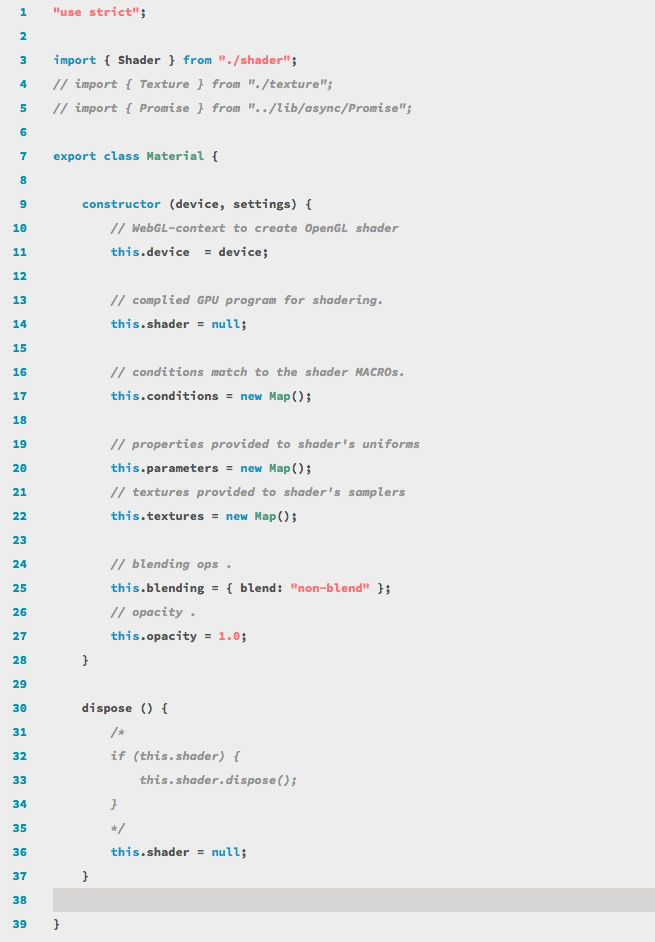 1 "use strict";
2
3 import { Shader } from "./shader";
4 // import { Texture } from "./texture";
5 // import { Promise } from "../lib/async/Promise";
6
7 export class Material {
8
9 constructor (device, settings) {
10 // WebGL-context to create OpenGL shader
11 this.device  = device;
12
13 // complied GPU program for shadering.
14 this.shader = null;
15
16 // conditions match to the shader MACROs.
17 this.conditions = new Map();
18
19 // properties provided to shader's uniforms
20 this.parameters = new Map();
21 // textures provided to shader's samplers
22 this.textures = new Map();
23
24 // blending ops .
25 this.blending = { blend: "non-blend" };
26 // opacity .
27 this.opacity = 1.0;
28 }
29
30 dispose () {
31 /*
32 if (this.shader) {
33 this.shader.dispose();
34 }
35 */
36 this.shader = null;
37 }
38
39 }